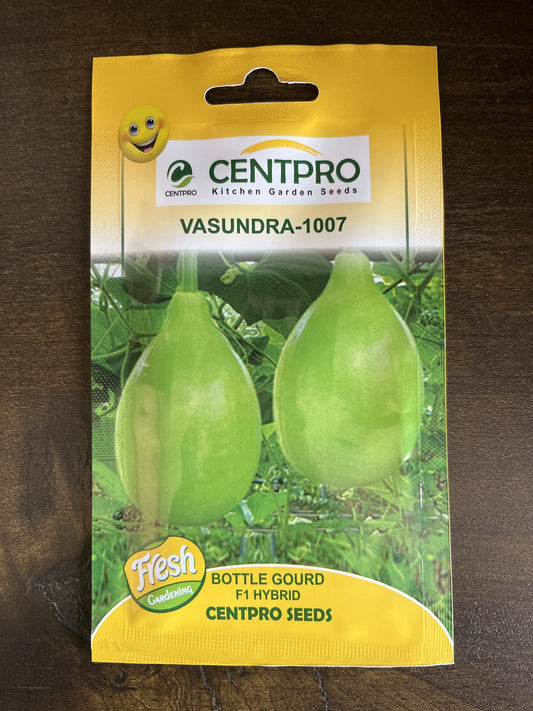 CENTPRO
CENTPRO
Kitchen Garden Seeds
VASUNDRA-1007
Fresh
GARDENING
BOTTLE GOURD
F1 HYBRID
CENTPRO SEEDS